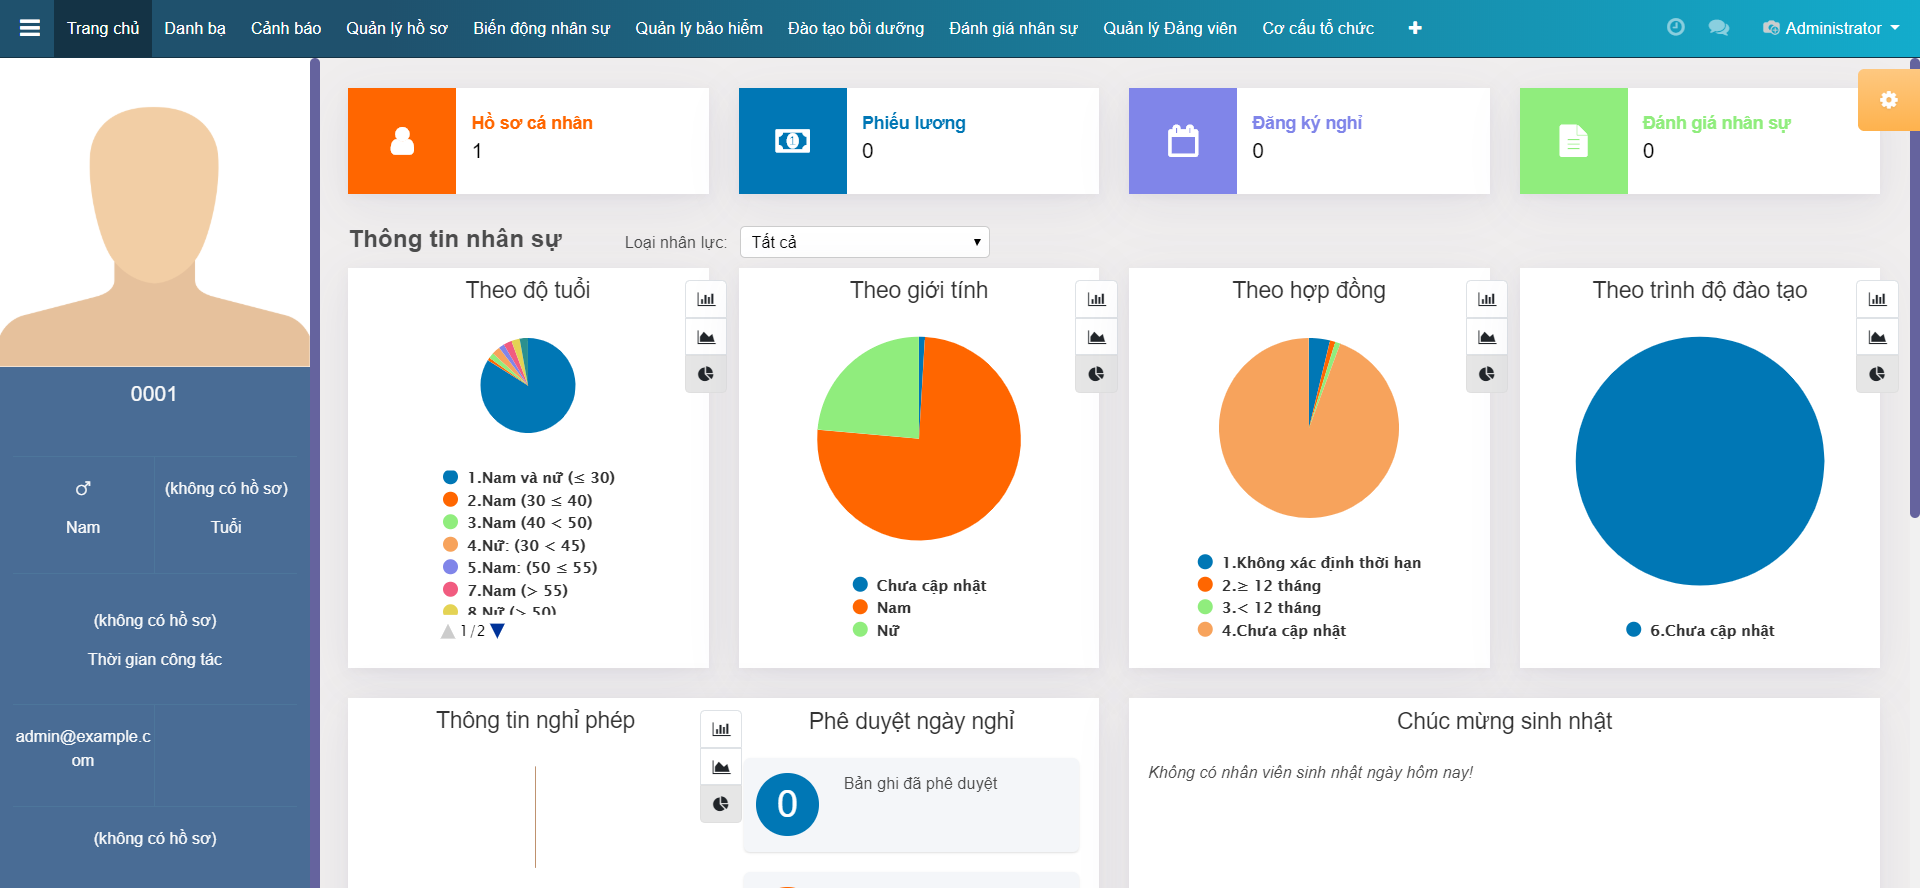 Trang chủ Danh bạ Cảnh báo Quản lý hồ sơ Biến động nhân sự Quản lý bảo hiểm Đào tạo bồi dưỡng Đánh giá nhân sự Quản lý Đảng viên Cơ cấu tổ chức Administrator
0001
Nam
(không có hồ sơ)
Tuổi
(không có hồ sơ)
Thời gian công tác
admin@example.c
om
(không có hồ sơ)
Hồ sơ cá nhân
1
Phiếu lương
0
Đăng ký nghỉ
0
Đánh giá nhân sự
0
Thông tin nhân sự
Loại nhân lực: Tất cả
Theo độ tuổi
1.Nam và nữ (≤ 30)
2.Nam (30 ≤ 40)
3.Nam (40 < 50)
4.Nữ: (30 < 45)
5.Nam: (50 ≤ 55)
7.Nam (> 55)
8.Nữ (> 50)
1/2
Theo giới tính
Chưa cập nhật
Nam
Nữ
Theo hợp đồng
1.Không xác định thời hạn
2.≥ 12 tháng
3.< 12 tháng
4.Chưa cập nhật
Theo trình độ đào tạo
6.Chưa cập nhật
Thông tin nghỉ phép
Phê duyệt ngày nghỉ
0
Bản ghi đã phê duyệt
Chúc mừng sinh nhật
Không có nhân viên sinh nhật ngày hôm nay!